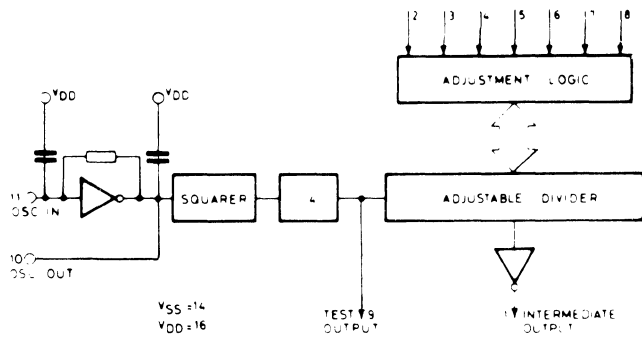 2 3 4 5 6 7 8
ADJUSTMENT LOGIC
VDD
VDD
11
OSC IN
SQUARER
4
ADJUSTABLE DIVIDER
10
OSC OUT
VSS = 14
VDD = 16
TEST 9
OUTPUT
1 INTERMEDIATE
OUTPUT